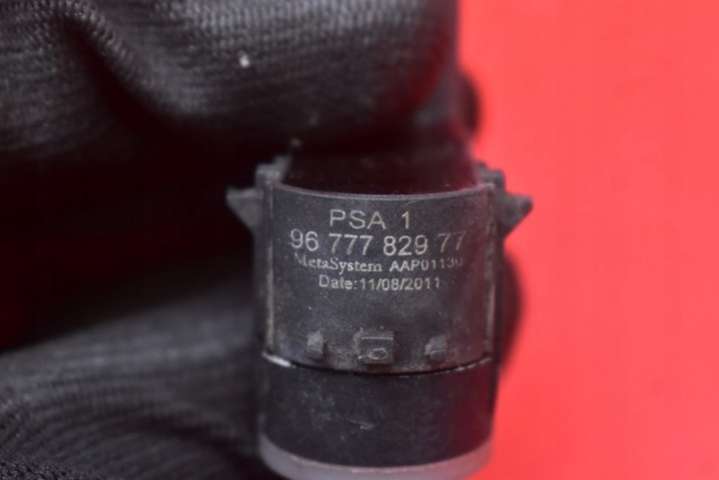 PSA 1
96 777 829 77
MetaSystem AAP01130
Date:11/08/2011